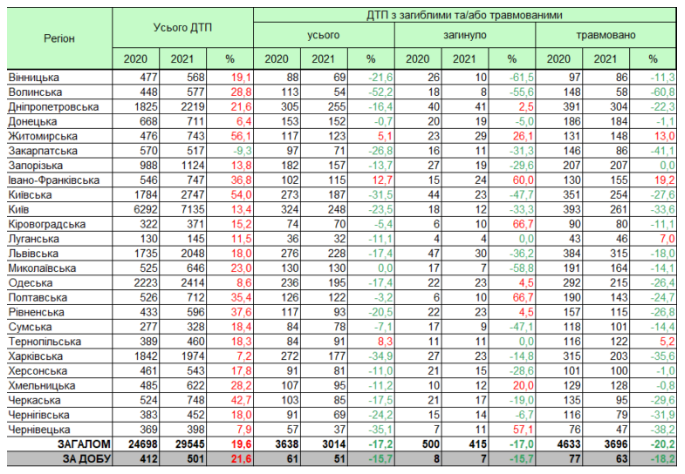 Регіон Усього ДТП ДТП з загиблими та/або травмованими
усього загинуло травмовано
2020 2021 % 2020 2021 % 2020 2021 % 2020 2021 %
Вінницька 477 568 19,1 88 69 -21,6 26 10 -61,5 97 86 -11,3
Волинська 448 577 28,8 113 54 -52,2 18 8 -55,6 148 58 -60,8
Дніпропетровська 1825 2219 21,6 305 255 -16,4 40 41 2,5 391 304 -22,3
Донецька 668 711 6,4 153 152 -0,7 20 19 -5,0 186 184 -1,1
Житомирська 476 743 56,1 117 123 5,1 23 29 26,1 131 148 13,0
Закарпатська 570 517 -9,3 97 71 -26,8 16 11 -31,3 146 86 -41,1
Запорізька 988 1124 13,8 182 157 -13,7 27 19 -29,6 207 207 0,0
Івано-Франківська 546 747 36,8 102 115 12,7 15 24 60,0 130 155 19,2
Київська 1784 2747 54,0 273 187 -31,5 44 23 -47,7 351 254 -27,6
Київ 6292 7135 13,4 324 248 -23,5 18 12 -33,3 393 261 -33,6
Кіровоградська 322 371 15,2 74 70 -5,4 6 10 66,7 90 80 -11,1
Луганська 130 145 11,5 36 32 -11,1 4 4 0,0 43 46 7,0
Львівська 1735 2048 18,0 276 228 -17,4 47 30 -36,2 384 315 -18,0
Миколаївська 525 646 23,0 130 130 0,0 17 7 -58,8 191 164 -14,1
Одеська 2223 2414 8,6 236 195 -17,4 22 23 4,5 292 215 -26,4
Полтавська 526 712 35,4 126 122 -3,2 6 10 66,7 190 143 -24,7
Рівненська 433 596 37,6 117 93 -20,5 22 23 4,5 157 115 -26,8
Сумська 277 328 18,4 84 78 -7,1 17 9 -47,1 118 101 -14,4
Тернопільська 389 460 18,3 84 91 8,3 11 11 0,0 116 122 5,2
Харківська 1842 1974 7,2 272 177 -34,9 27 23 -14,8 315 203 -35,6
Херсонська 461 543 17,8 91 81 -11,0 21 15 -28,6 101 100 -1,0
Хмельницька 485 622 28,2 107 95 -11,2 10 12 20,0 129 128 -0,8
Черкаська 524 748 42,7 103 85 -17,5 21 17 -19,0 135 95 -29,6
Чернігівська 383 452 18,0 91 69 -24,2 15 14 -6,7 116 79 -31,9
Чернівецька 369 398 7,9 57 37 -35,1 7 11 57,1 76 47 -38,2
ЗАГАЛОМ 24698 29545 19,6 3638 3014 -17,2 500 415 -17,0 4633 3696 -20,2
ЗА ДОБУ 412 501 21,6 61 51 -15,7 8 7 -15,7 77 63 -18,2